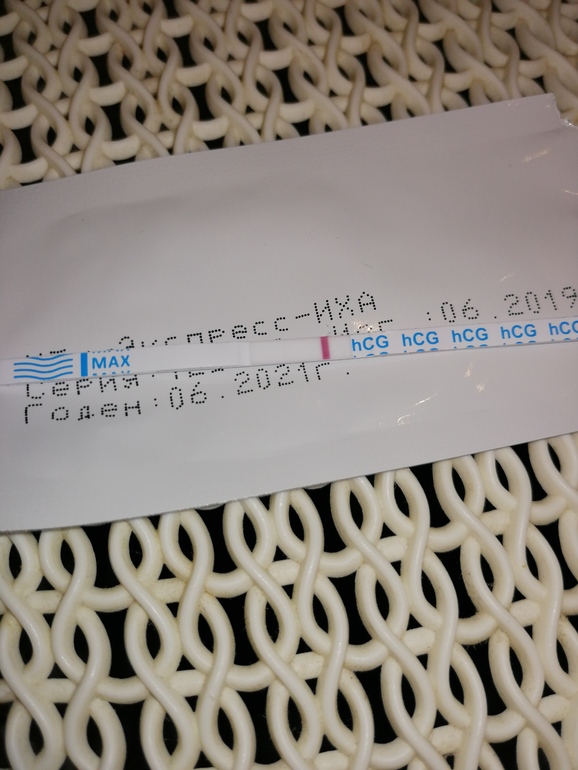 экспресс-ИХА
:06.2019
MAX hCG hCG hCG hCG hCG
Серия:
Годен:06.2021г.